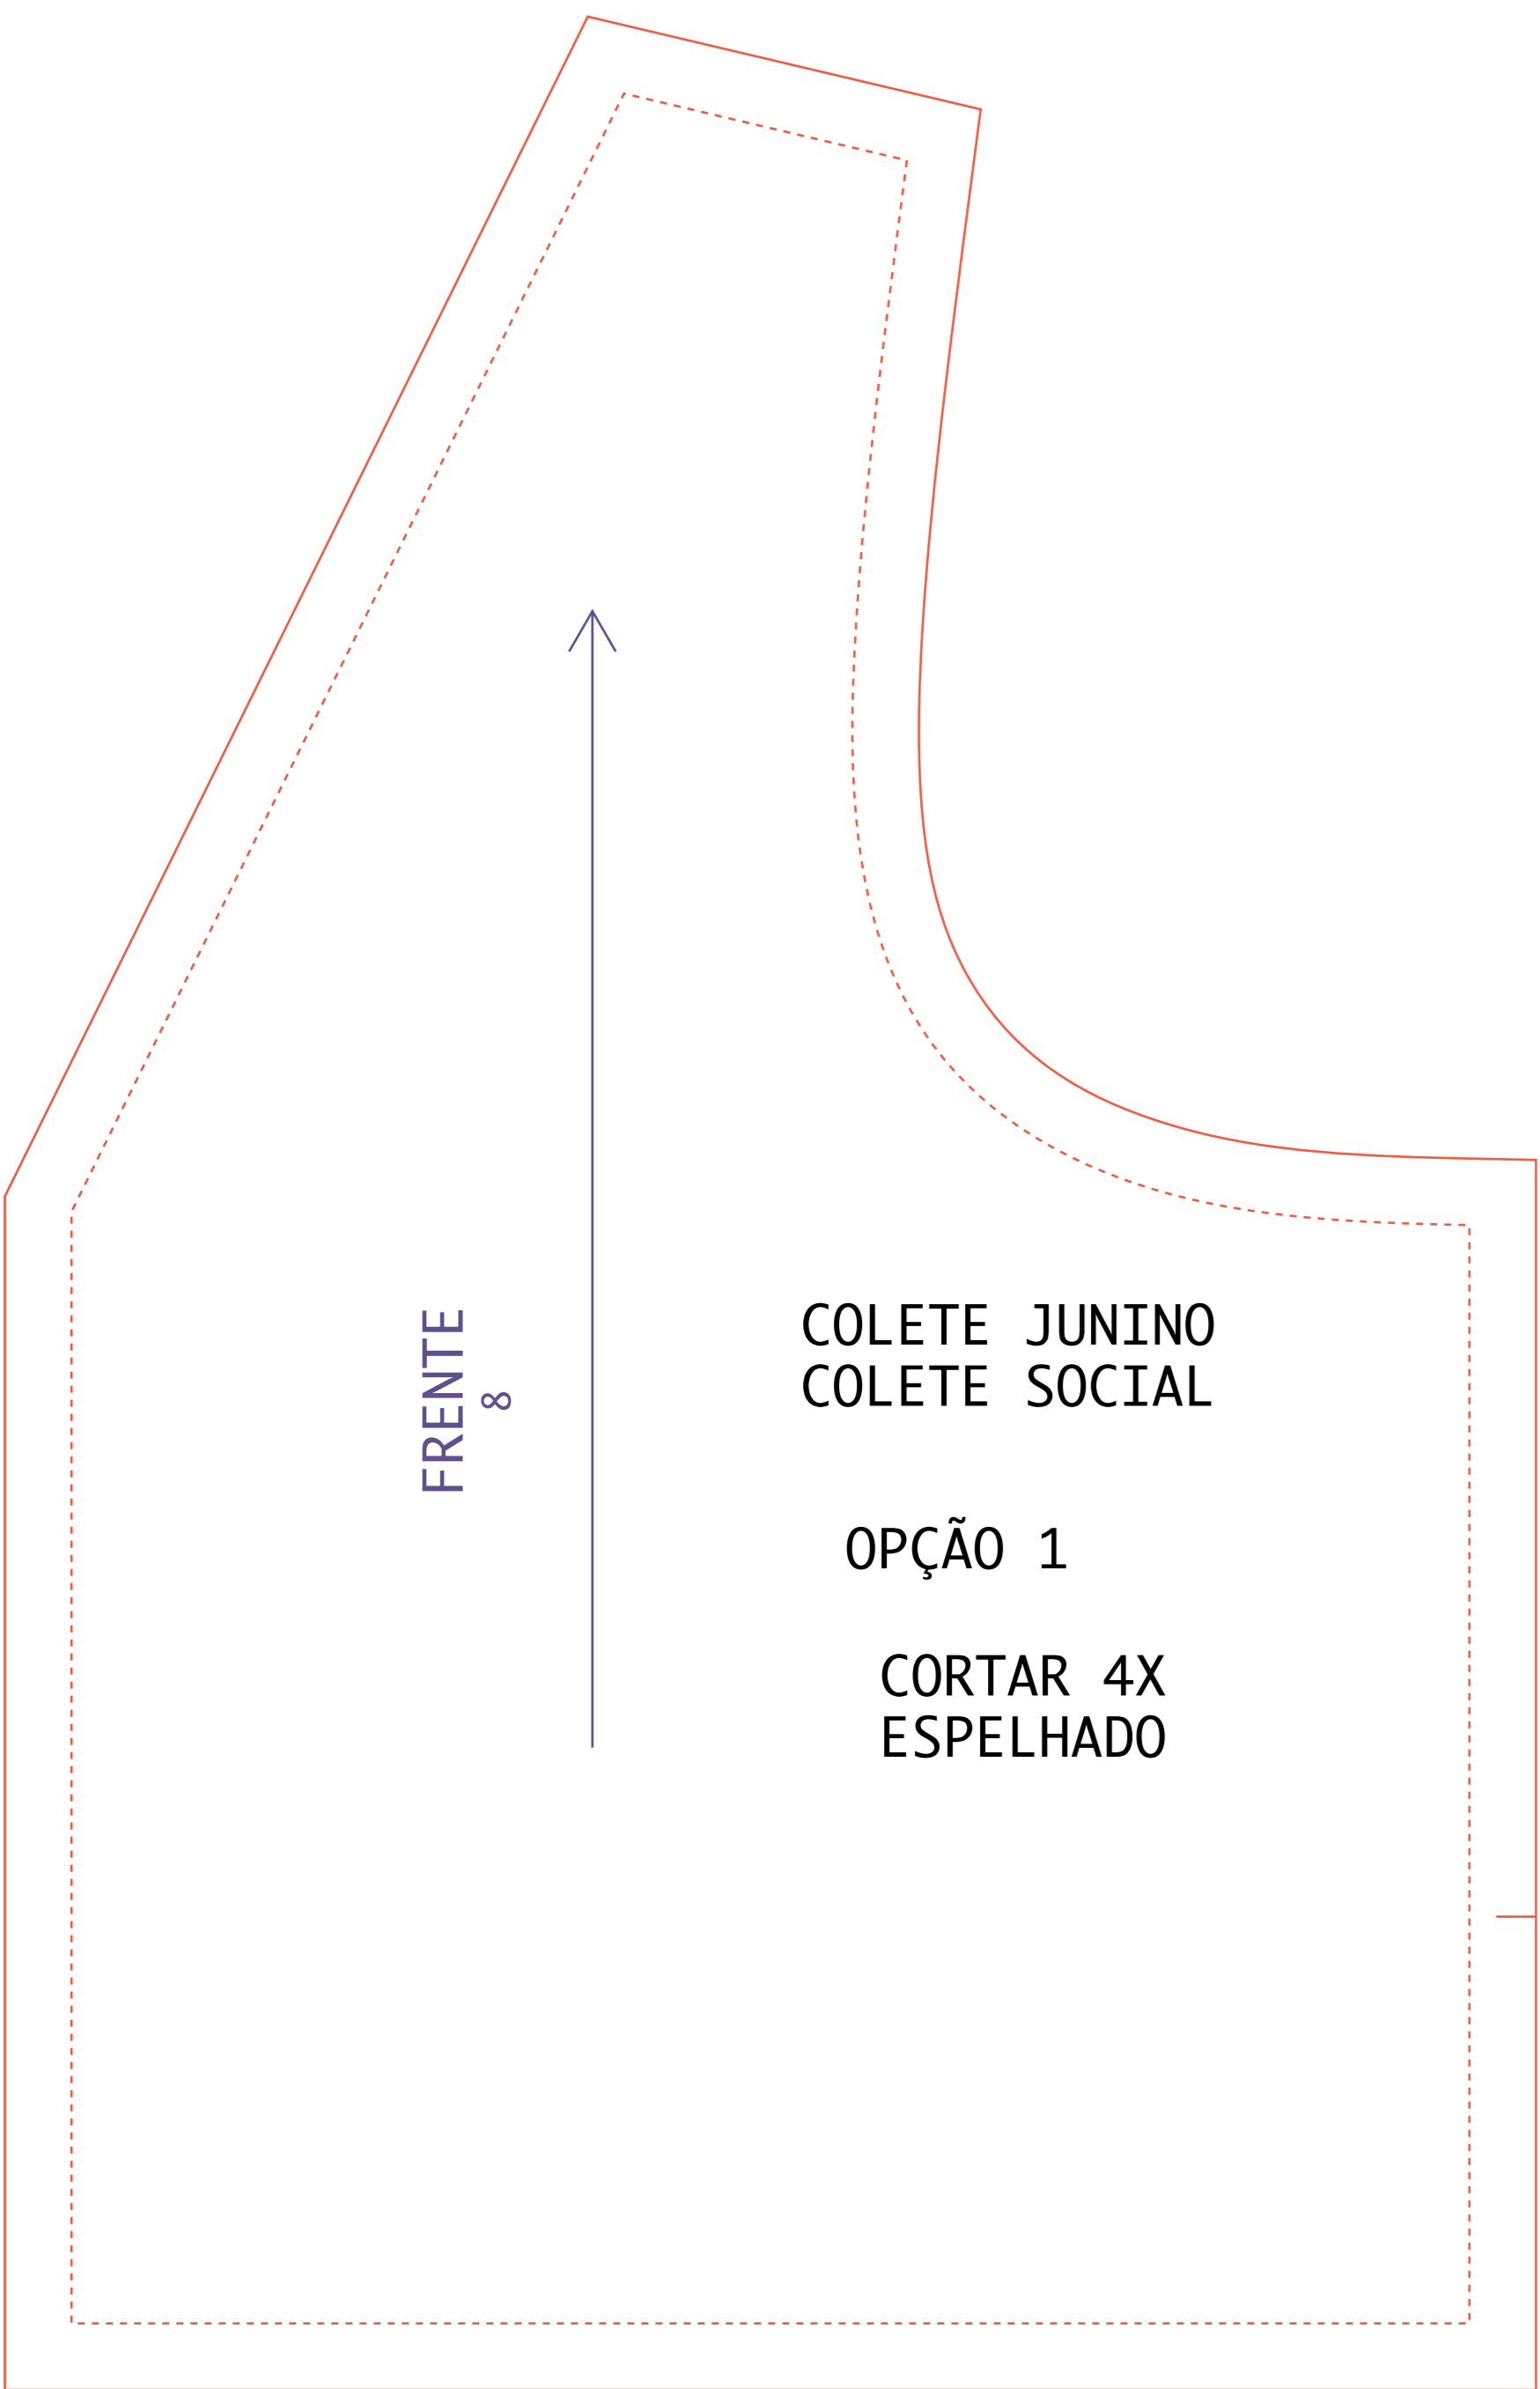 FRENTE
8
COLETE JUNINO
COLETE SOCIAL
OPÇÃO 1
CORTAR 4X
ESPELHADO